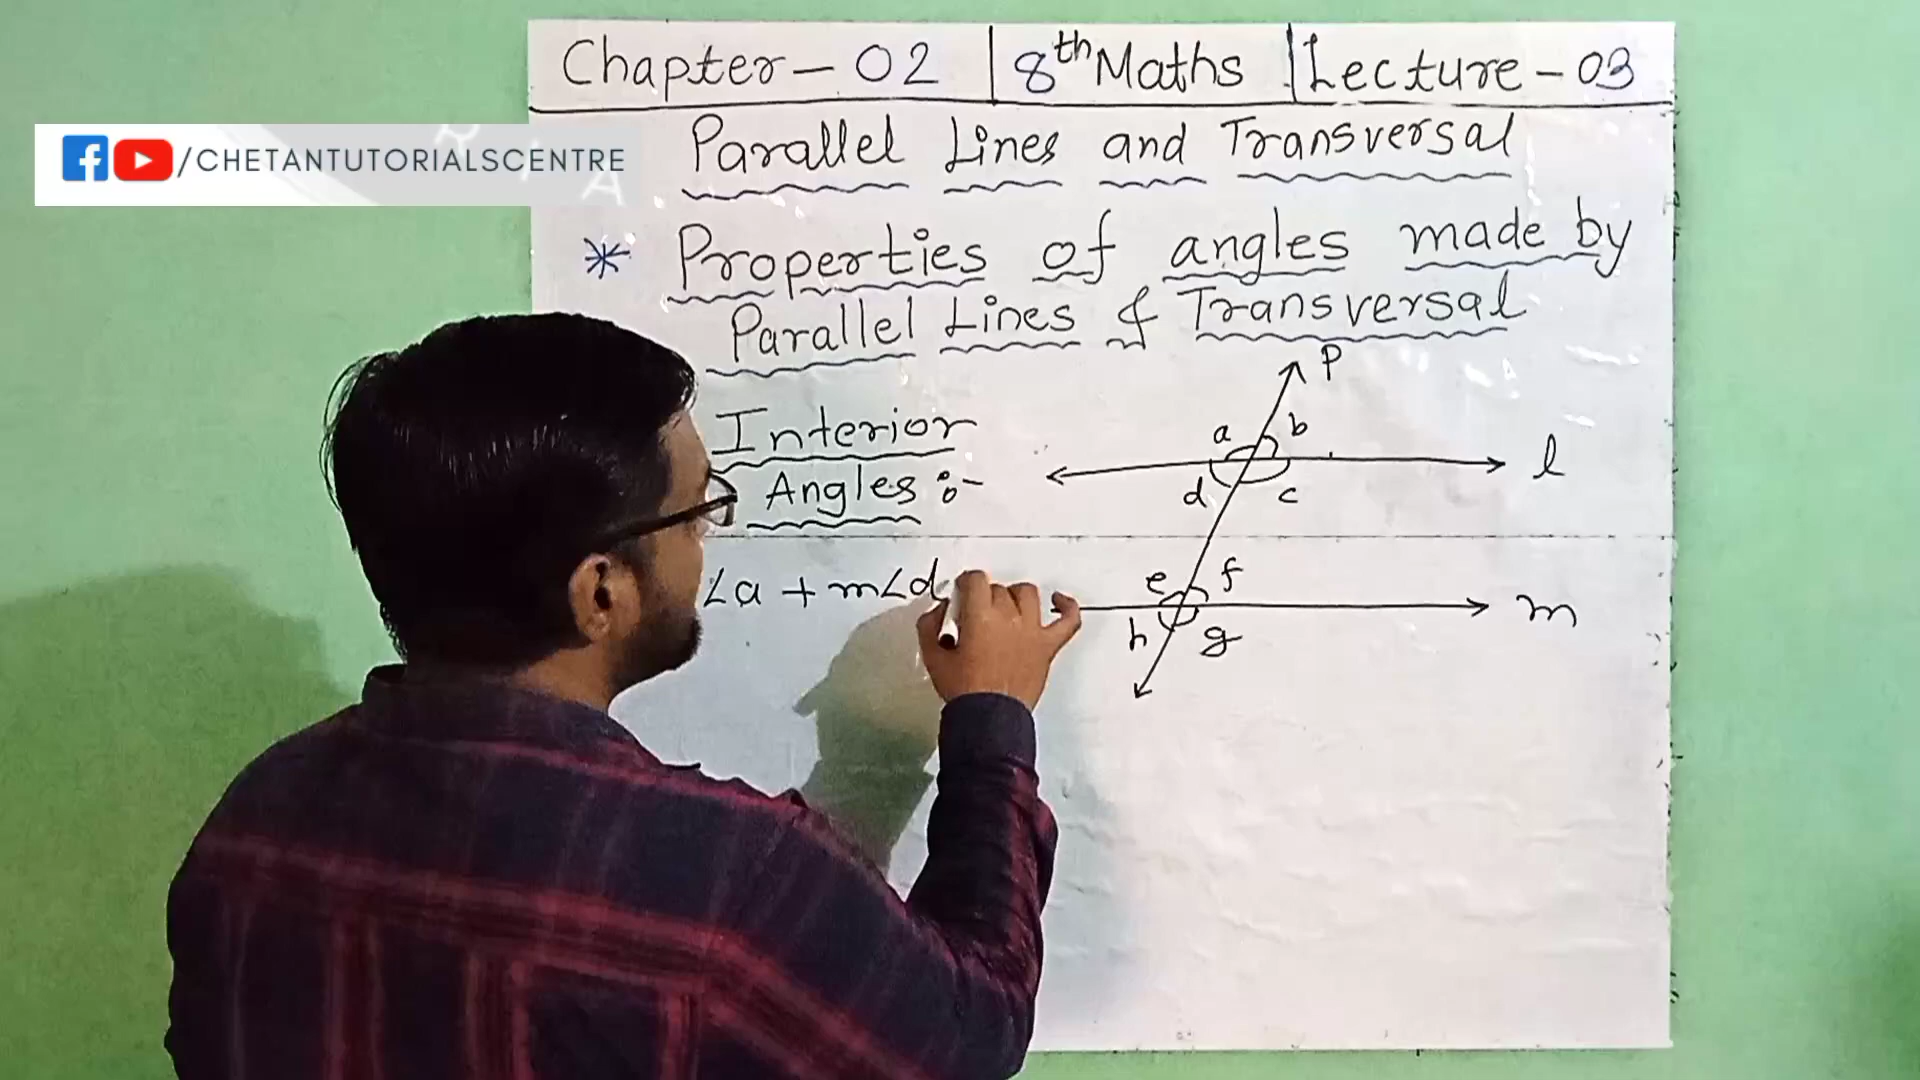 Chapter – 02 | 8th Maths | Lecture – 03
/CHETANTUTORIALSCENTRE
Parallel Lines and Transversal
* Properties of angles made by
Parallel Lines & Transversal
P
Interior
a b
l
Angles :-
d c
∠a + m∠d
e f
m
h g